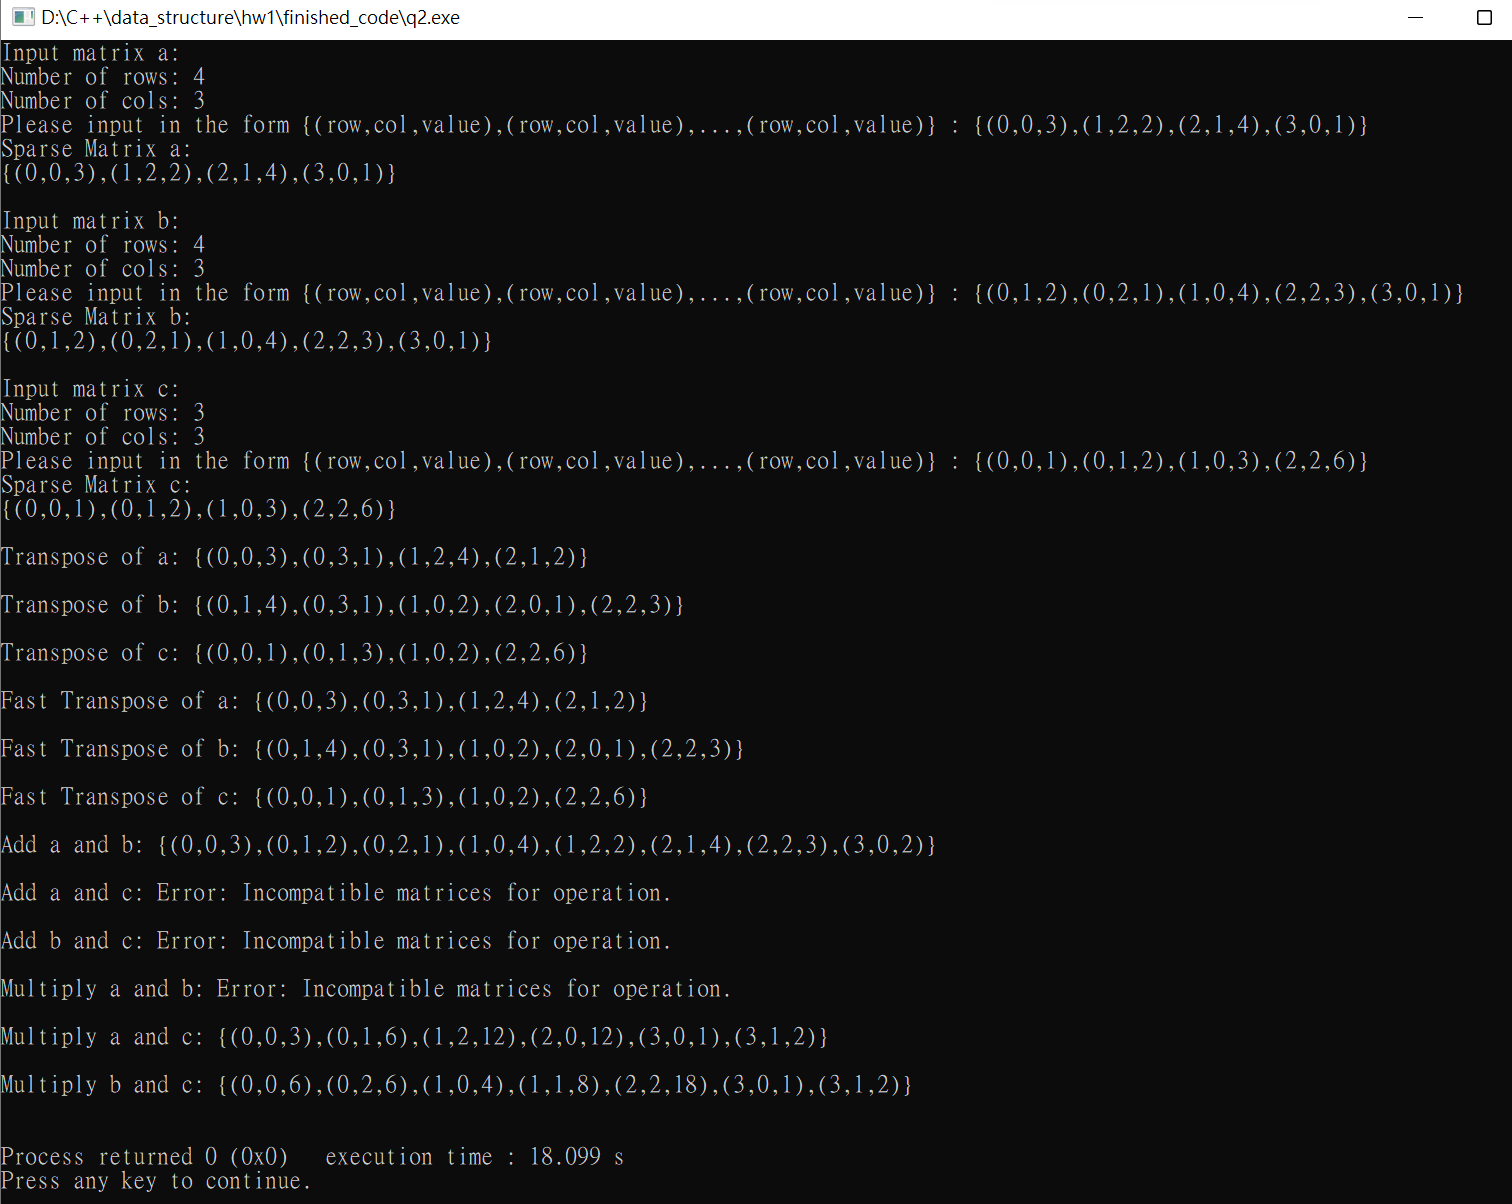 D:\C++\data_structure\hw1\finished_code\q2.exe
Input matrix a:
Number of rows: 4
Number of cols: 3
Please input in the form {(row,col,value),(row,col,value),...,(row,col,value)} : {(0,0,3),(1,2,2),(2,1,4),(3,0,1)}
Sparse Matrix a:
{(0,0,3),(1,2,2),(2,1,4),(3,0,1)}
Input matrix b:
Number of rows: 4
Number of cols: 3
Please input in the form {(row,col,value),(row,col,value),...,(row,col,value)} : {(0,1,2),(0,2,1),(1,0,4),(2,2,3),(3,0,1)}
Sparse Matrix b:
{(0,1,2),(0,2,1),(1,0,4),(2,2,3),(3,0,1)}
Input matrix c:
Number of rows: 3
Number of cols: 3
Please input in the form {(row,col,value),(row,col,value),...,(row,col,value)} : {(0,0,1),(0,1,2),(1,0,3),(2,2,6)}
Sparse Matrix c:
{(0,0,1),(0,1,2),(1,0,3),(2,2,6)}
Transpose of a: {(0,0,3),(0,3,1),(1,2,4),(2,1,2)}
Transpose of b: {(0,1,4),(0,3,1),(1,0,2),(2,0,1),(2,2,3)}
Transpose of c: {(0,0,1),(0,1,3),(1,0,2),(2,2,6)}
Fast Transpose of a: {(0,0,3),(0,3,1),(1,2,4),(2,1,2)}
Fast Transpose of b: {(0,1,4),(0,3,1),(1,0,2),(2,0,1),(2,2,3)}
Fast Transpose of c: {(0,0,1),(0,1,3),(1,0,2),(2,2,6)}
Add a and b: {(0,0,3),(0,1,2),(0,2,1),(1,0,4),(1,2,2),(2,1,4),(2,2,3),(3,0,2)}
Add a and c: Error: Incompatible matrices for operation.
Add b and c: Error: Incompatible matrices for operation.
Multiply a and b: Error: Incompatible matrices for operation.
Multiply a and c: {(0,0,3),(0,1,6),(1,2,12),(2,0,12),(3,0,1),(3,1,2)}
Multiply b and c: {(0,0,6),(0,2,6),(1,0,4),(1,1,8),(2,2,18),(3,0,1),(3,1,2)}
Process returned 0 (0x0)   execution time : 18.099 s
Press any key to continue.